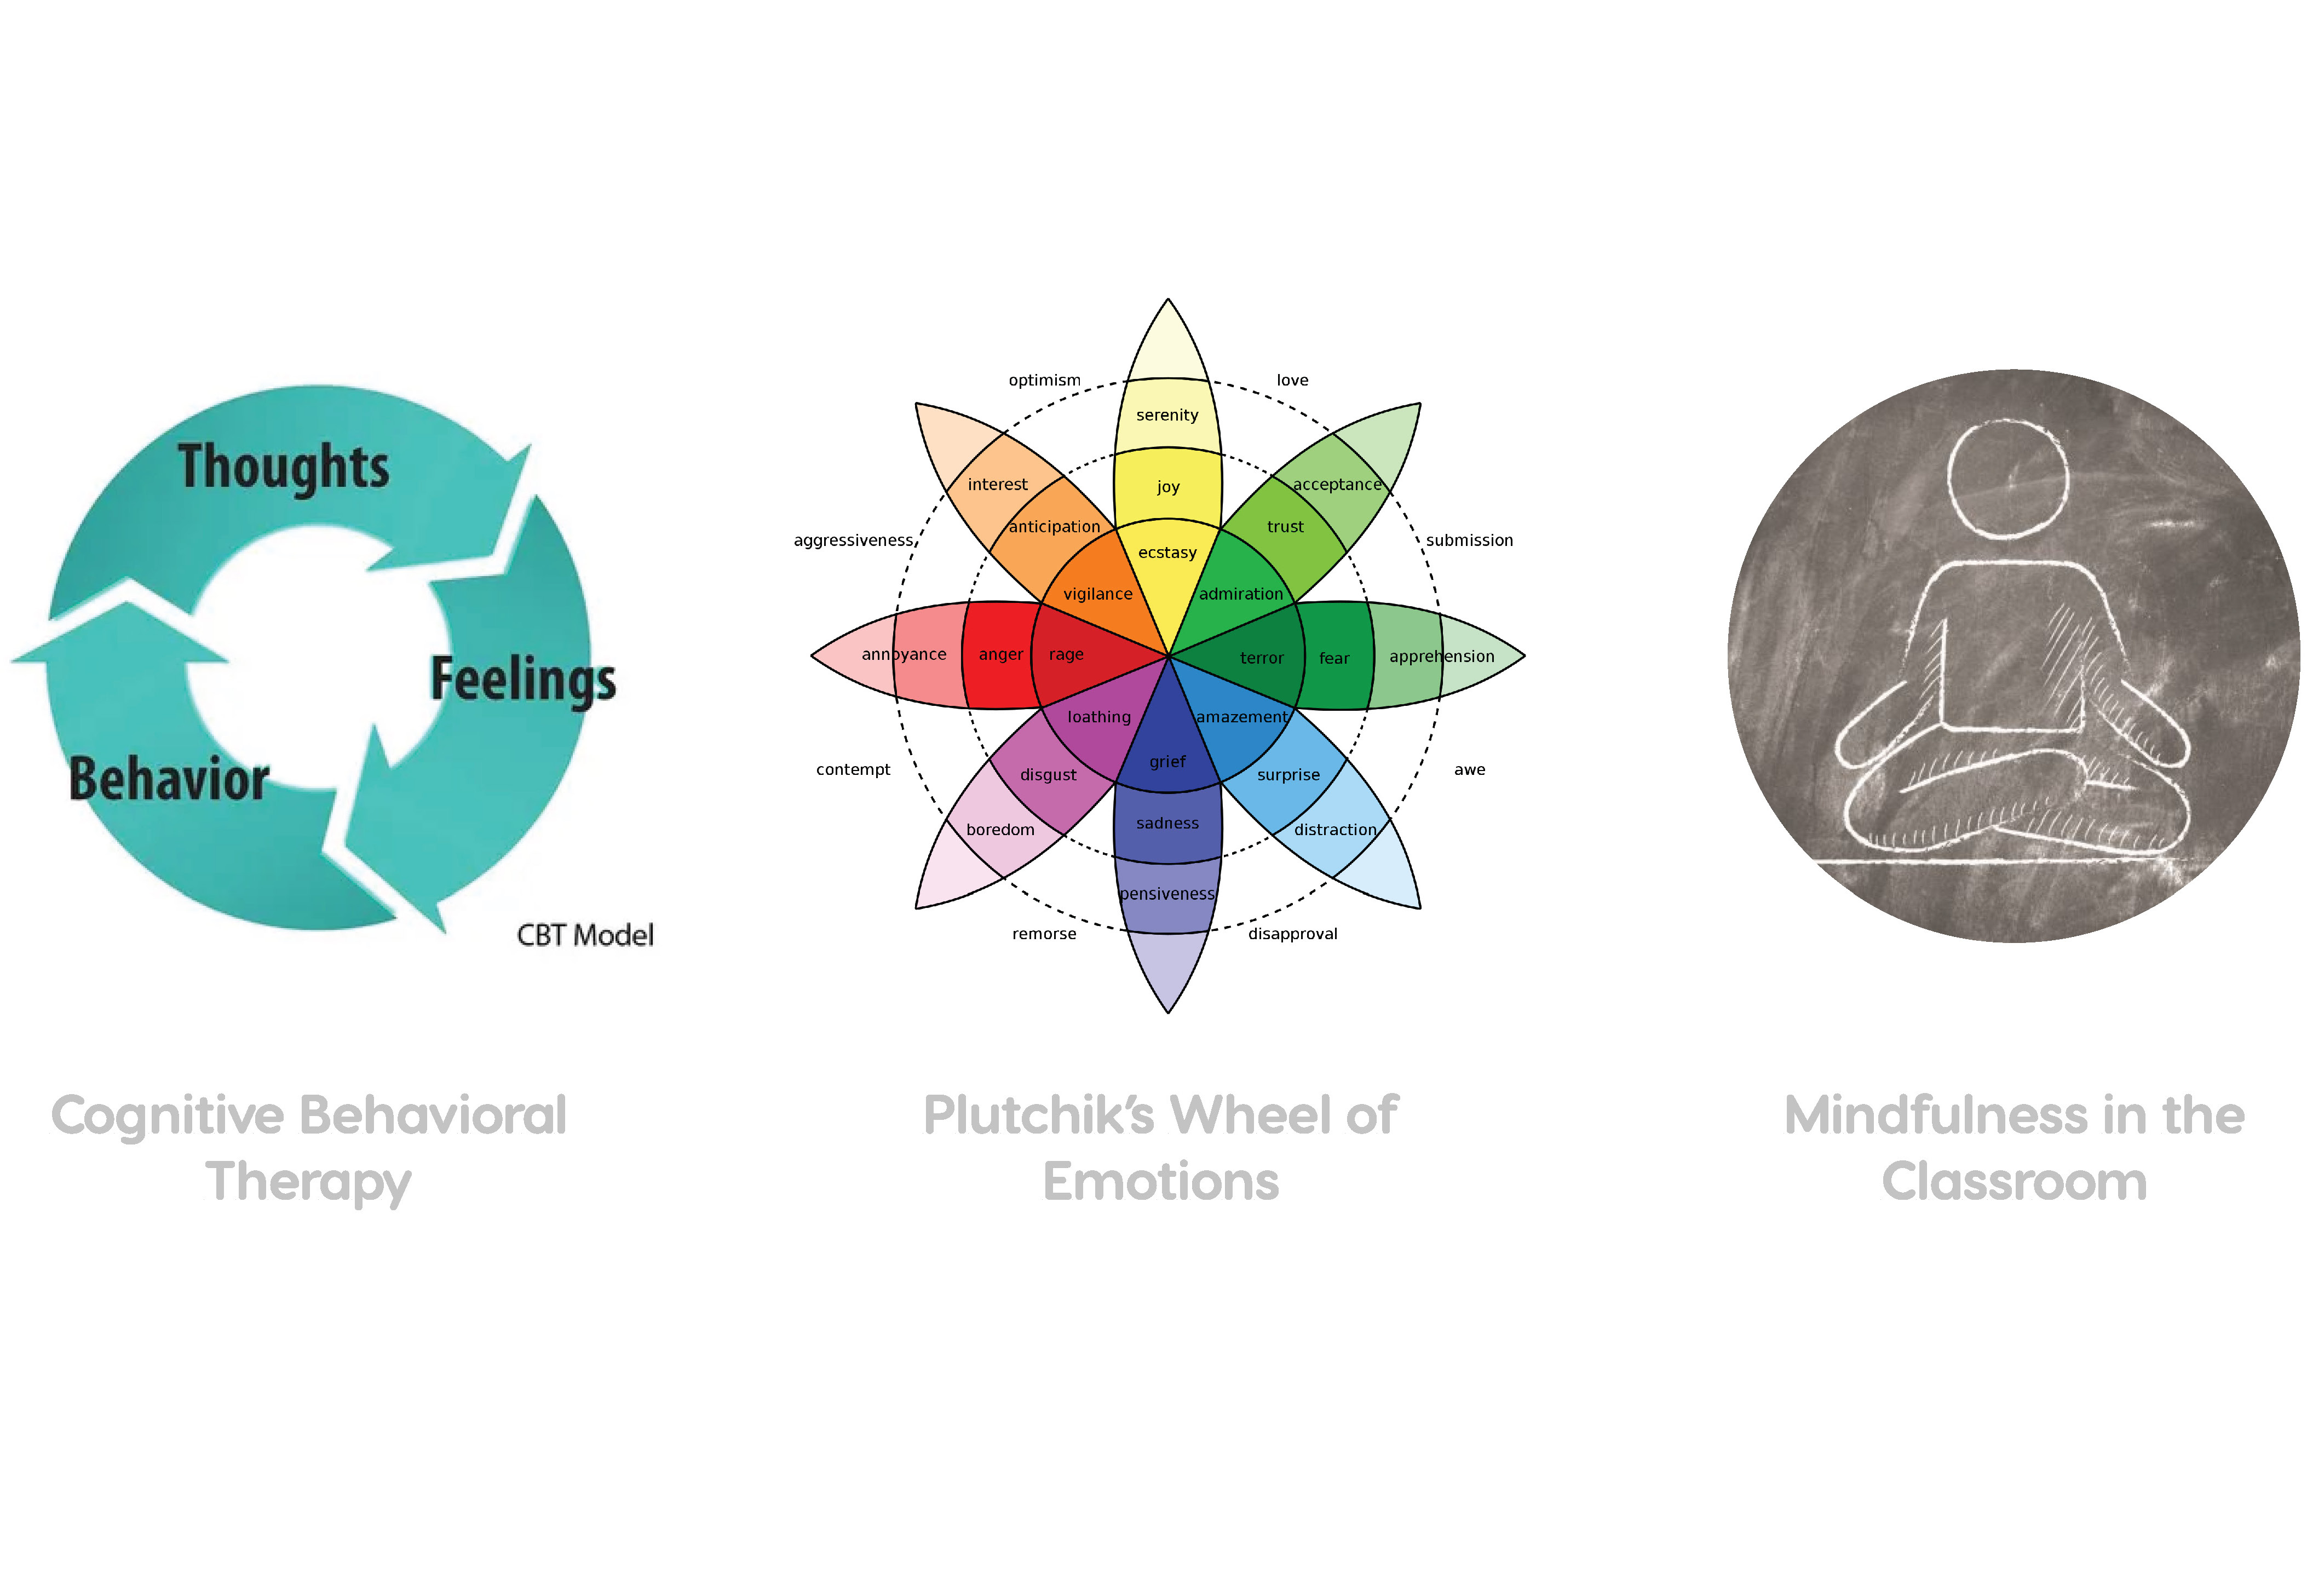 Thoughts
Feelings
Behavior
CBT Model
Cognitive Behavioral
Therapy
optimism
love
serenity
interest
acceptance
joy
anticipation
trust
aggressiveness
submission
ecstasy
vigilance
admiration
annoyance
anger
rage
terror
fear
apprehension
loathing
amazement
contempt
grief
awe
disgust
surprise
boredom
sadness
distraction
pensiveness
remorse
disapproval
Plutchik’s Wheel of
Emotions
Mindfulness in the
Classroom